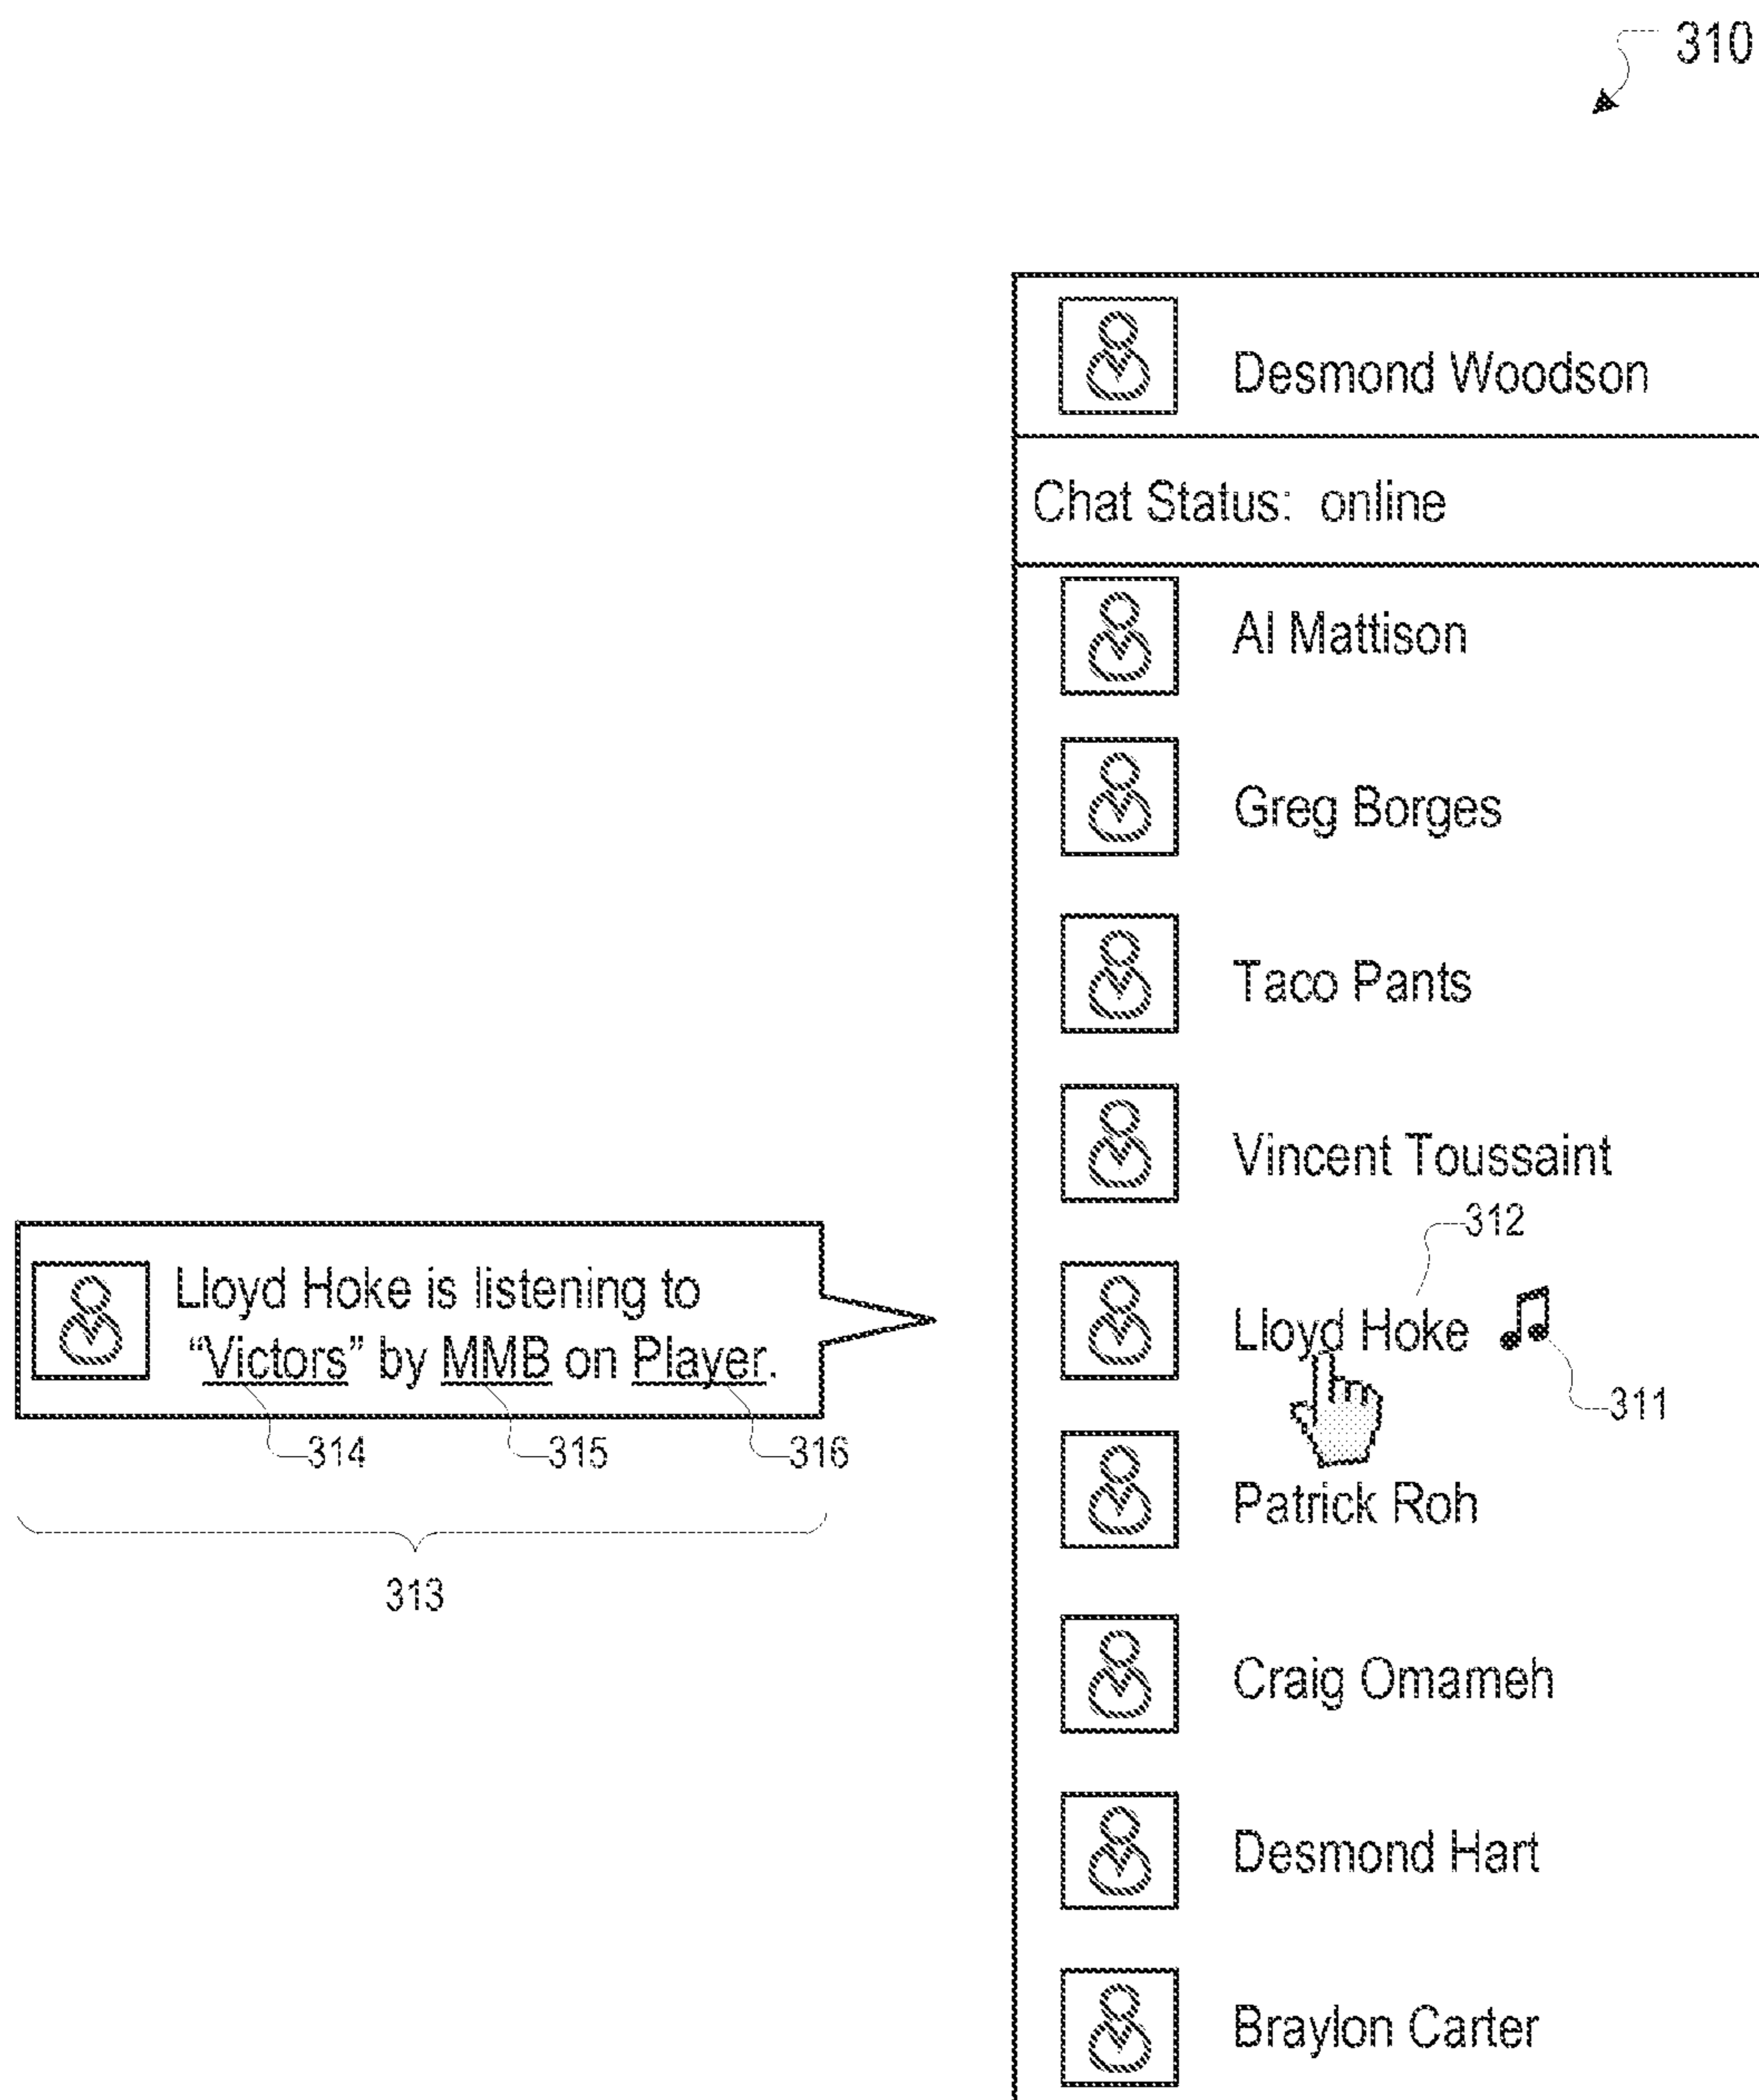 310
Desmond Woodson
Chat Status: online
Al Mattison
Greg Borges
Taco Pants
Vincent Toussaint
312
Lloyd Hoke
311
Lloyd Hoke is listening to
“Victors” by MMB on Player.
314 315 316
313
Patrick Roh
Craig Omameh
Desmond Hart
Braylon Carter